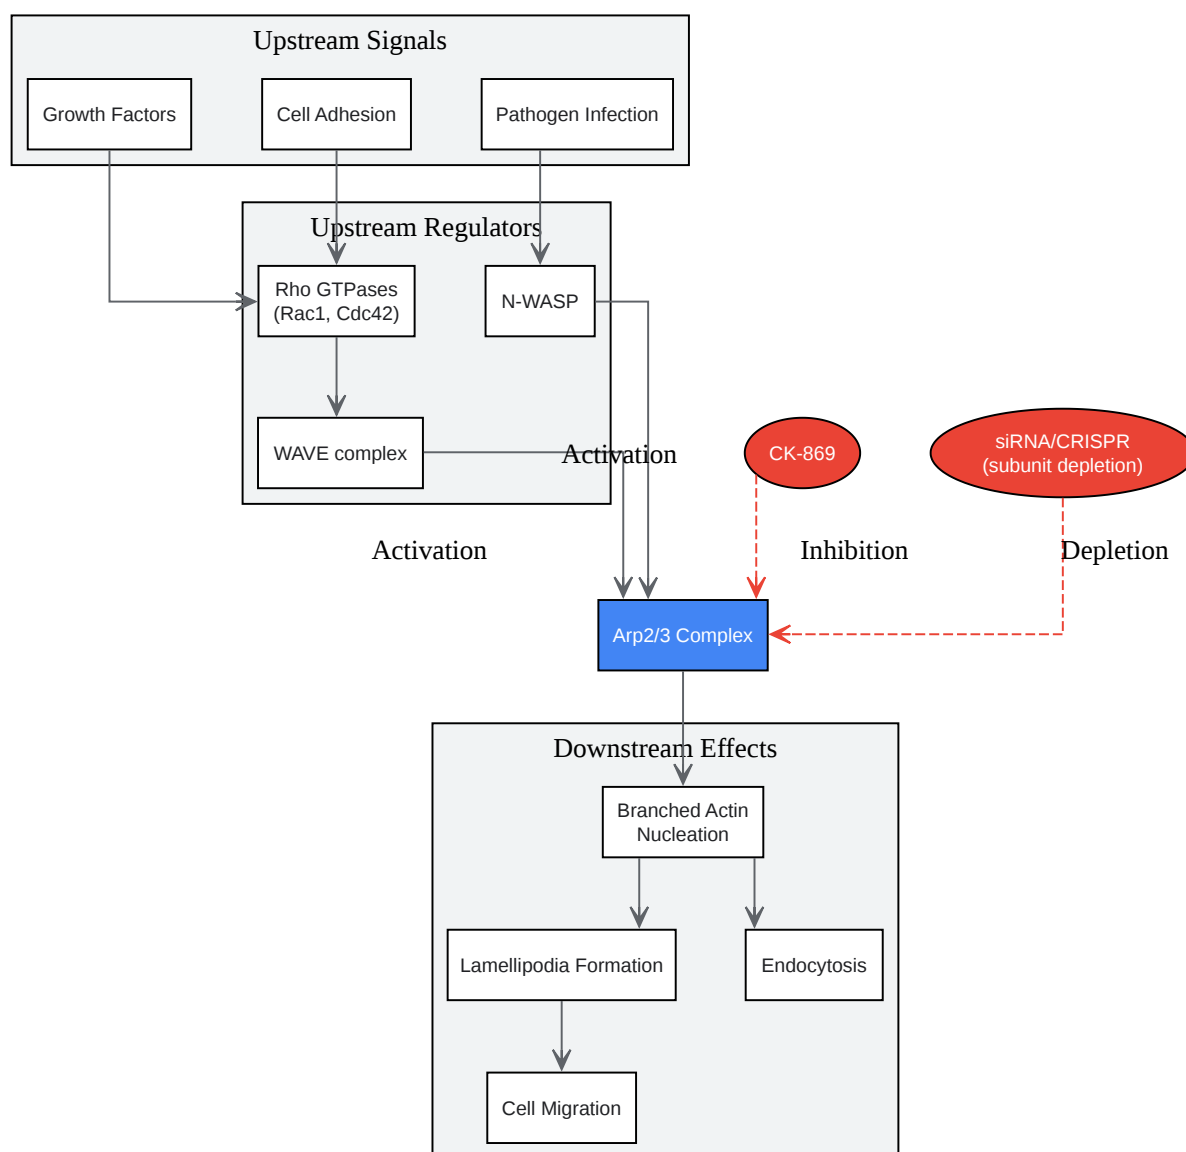 Upstream Signals
Growth Factors
Cell Adhesion
Pathogen Infection
Upstream Regulators
Rho GTPases
(Rac1, Cdc42)
N-WASP
WAVE complex
Activation
CK-869
siRNA/CRISPR
(subunit depletion)
Activation
Inhibition
Depletion
Arp2/3 Complex
Downstream Effects
Branched Actin
Nucleation
Lamellipodia Formation
Endocytosis
Cell Migration